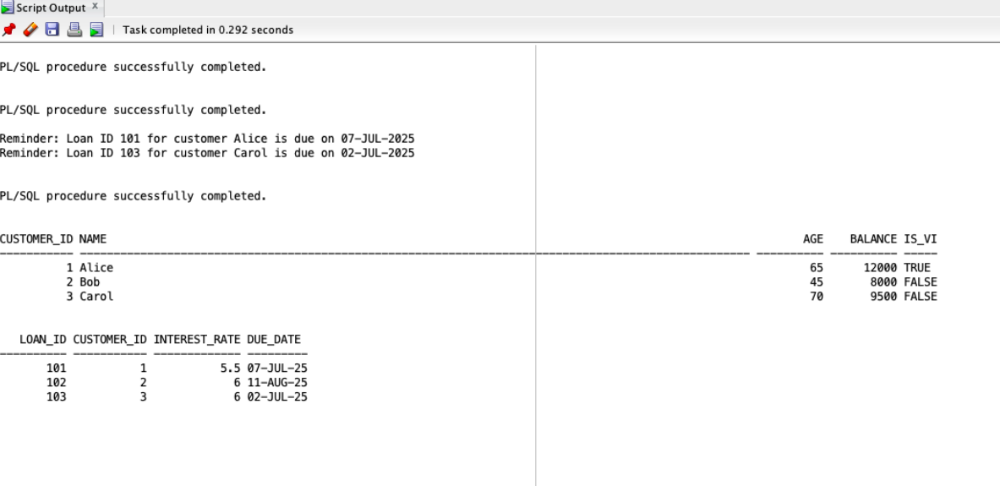 Script Output x
Task completed in 0.292 seconds
PL/SQL procedure successfully completed.
PL/SQL procedure successfully completed.
Reminder: Loan ID 101 for customer Alice is due on 07-JUL-2025
Reminder: Loan ID 103 for customer Carol is due on 02-JUL-2025
PL/SQL procedure successfully completed.
CUSTOMER_ID NAME AGE BALANCE IS_VI
1 Alice 65 12000 TRUE
2 Bob 45 8000 FALSE
3 Carol 70 9500 FALSE
LOAN_ID CUSTOMER_ID INTEREST_RATE DUE_DATE
101 1 5.5 07-JUL-25
102 2 6 11-AUG-25
103 3 6 02-JUL-25